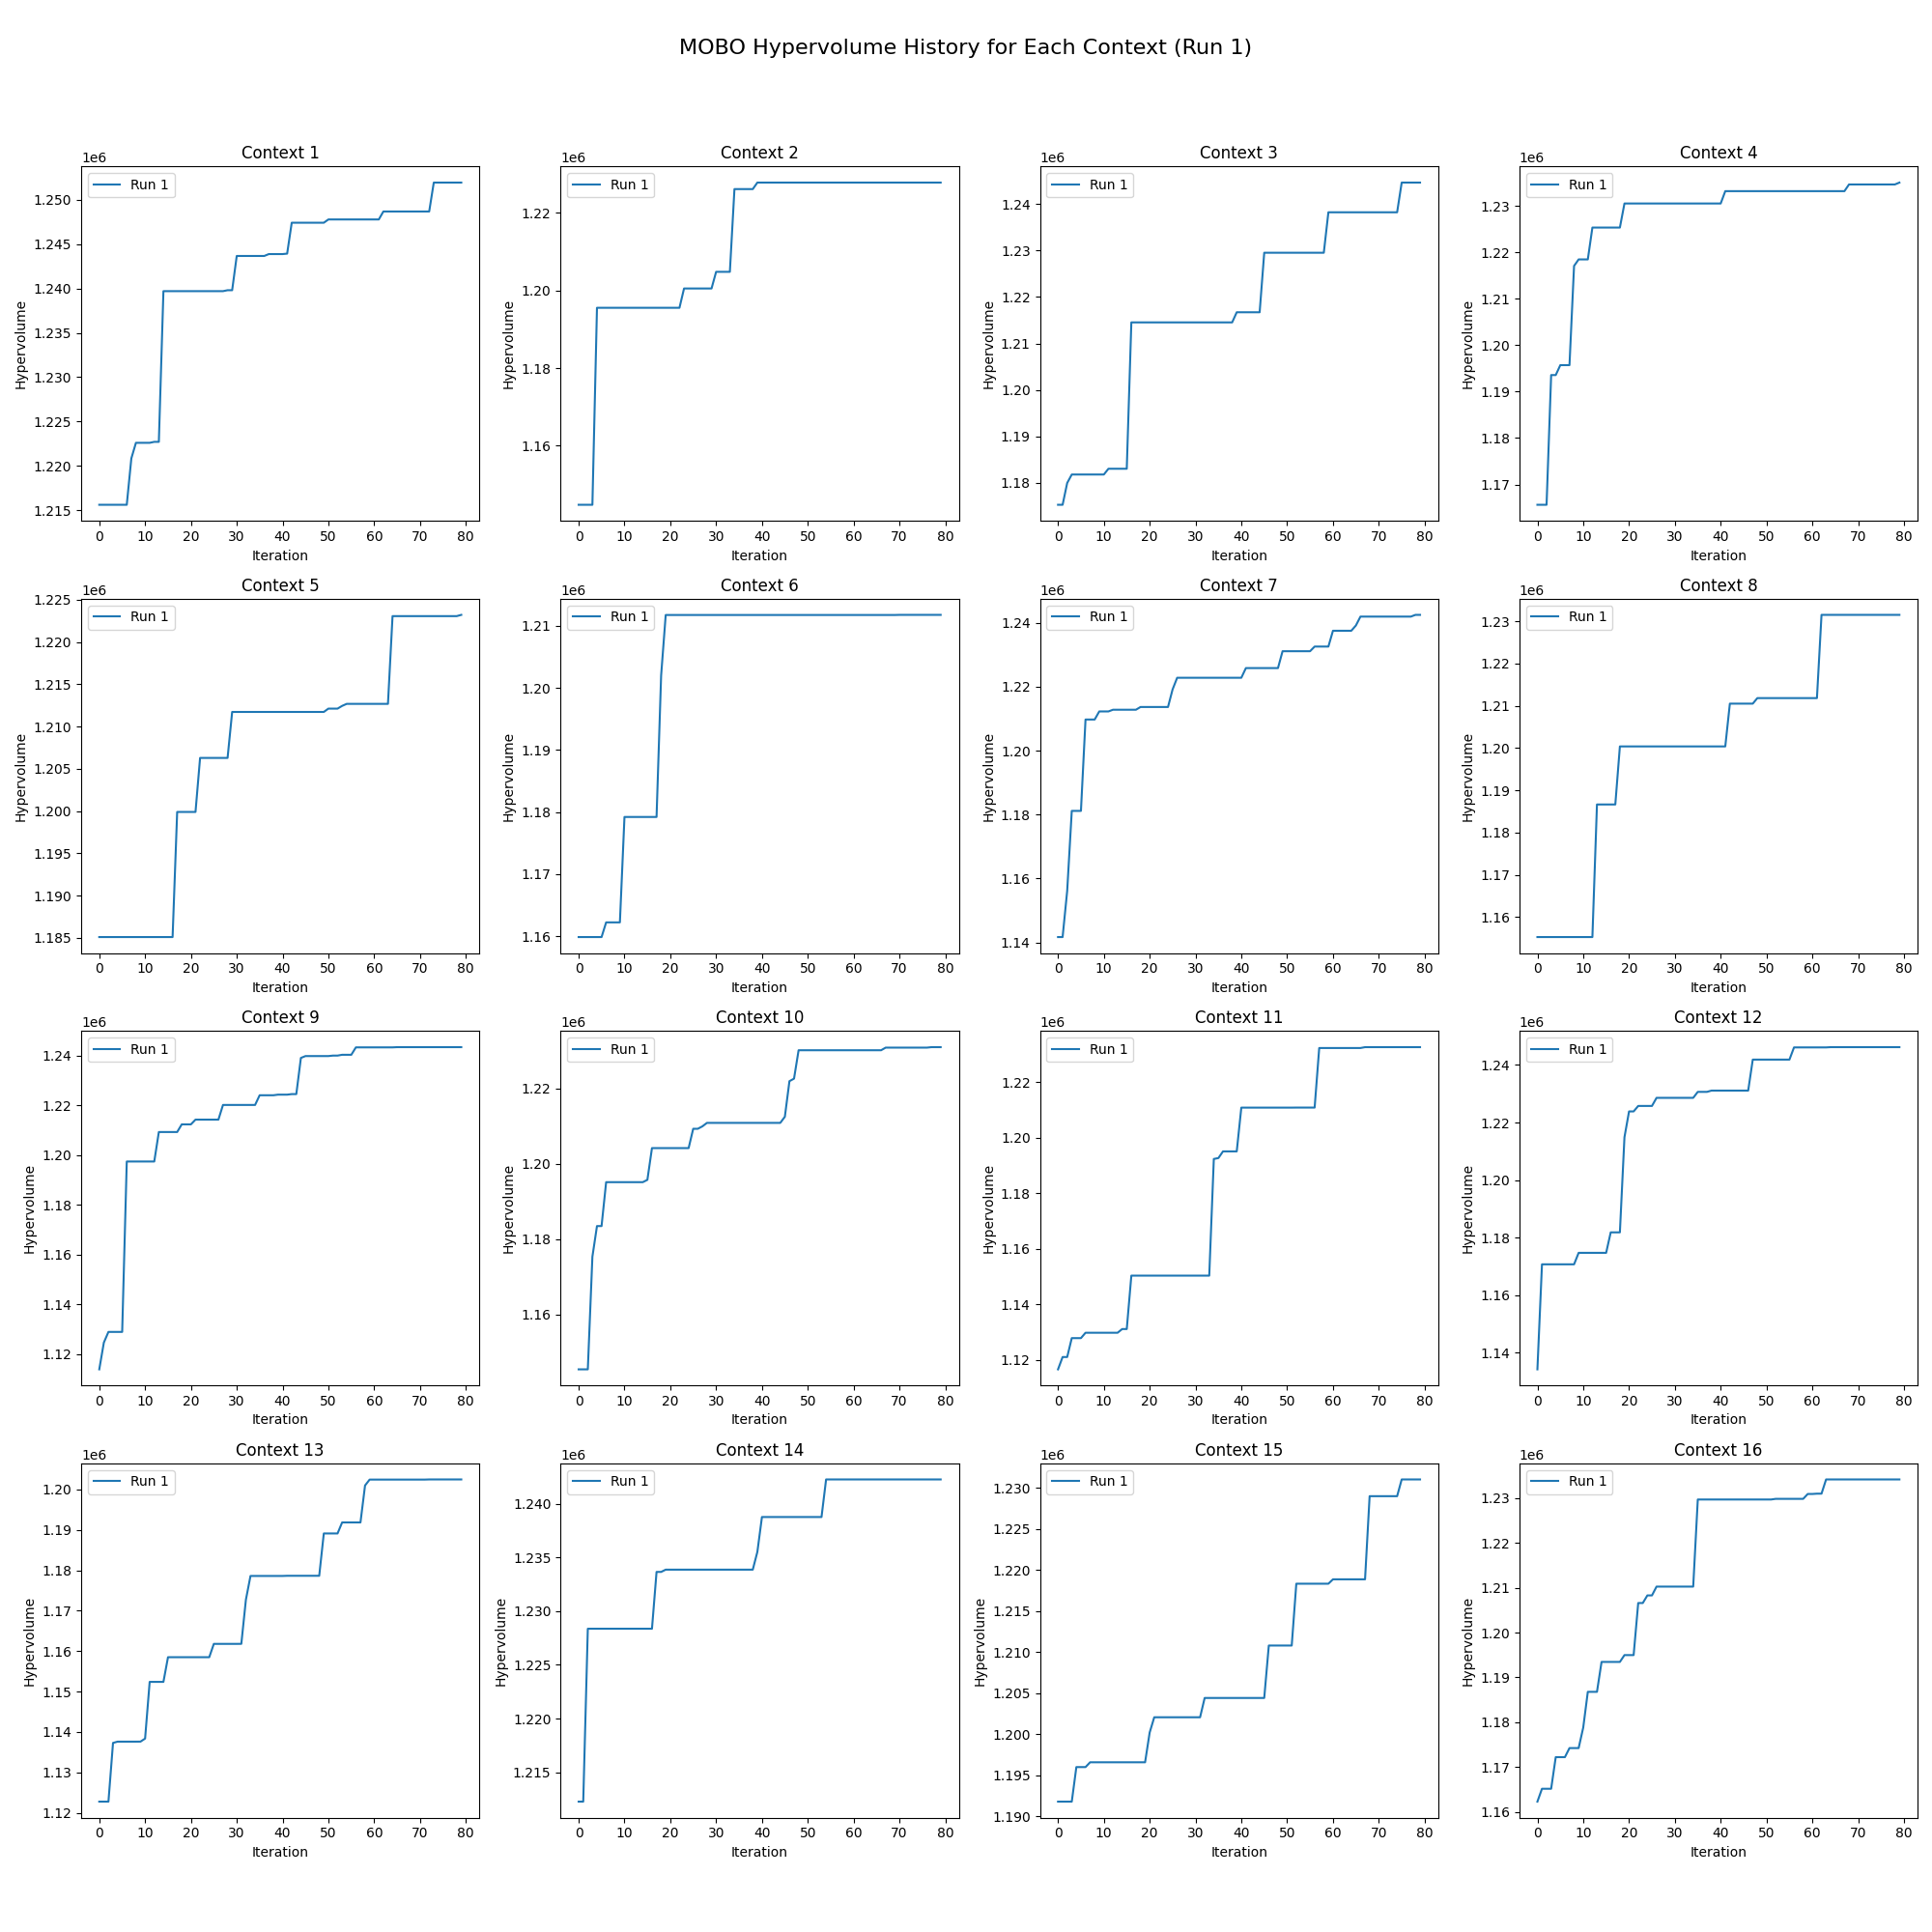 MOBO Hypervolume History for Each Context (Run 1)
Context 1
1e6
Run 1
1.250
1.245
1.240
1.235
1.230
1.225
1.220
1.215
Hypervolume
0 10 20 30 40 50 60 70 80
Iteration
Context 2
1e6
Run 1
1.22
1.20
1.18
1.16
Hypervolume
0 10 20 30 40 50 60 70 80
Iteration
Context 3
1e6
Run 1
1.24
1.23
1.22
1.21
1.20
1.19
1.18
Hypervolume
0 10 20 30 40 50 60 70 80
Iteration
Context 4
1e6
Run 1
1.23
1.22
1.21
1.20
1.19
1.18
1.17
Hypervolume
0 10 20 30 40 50 60 70 80
Iteration
Context 5
1e6
Run 1
1.225
1.220
1.215
1.210
1.205
1.200
1.195
1.190
1.185
Hypervolume
0 10 20 30 40 50 60 70 80
Iteration
Context 6
1e6
Run 1
1.21
1.20
1.19
1.18
1.17
1.16
Hypervolume
0 10 20 30 40 50 60 70 80
Iteration
Context 7
1e6
Run 1
1.24
1.22
1.20
1.18
1.16
1.14
Hypervolume
0 10 20 30 40 50 60 70 80
Iteration
Context 8
1e6
Run 1
1.23
1.22
1.21
1.20
1.19
1.18
1.17
1.16
Hypervolume
0 10 20 30 40 50 60 70 80
Iteration
Context 9
1e6
Run 1
1.24
1.22
1.20
1.18
1.16
1.14
1.12
Hypervolume
0 10 20 30 40 50 60 70 80
Iteration
Context 10
1e6
Run 1
1.22
1.20
1.18
1.16
Hypervolume
0 10 20 30 40 50 60 70 80
Iteration
Context 11
1e6
Run 1
1.22
1.20
1.18
1.16
1.14
1.12
Hypervolume
0 10 20 30 40 50 60 70 80
Iteration
Context 12
1e6
Run 1
1.24
1.22
1.20
1.18
1.16
1.14
Hypervolume
0 10 20 30 40 50 60 70 80
Iteration
Context 13
1e6
Run 1
1.20
1.19
1.18
1.17
1.16
1.15
1.14
1.13
1.12
Hypervolume
0 10 20 30 40 50 60 70 80
Iteration
Context 14
1e6
Run 1
1.240
1.235
1.230
1.225
1.220
1.215
Hypervolume
0 10 20 30 40 50 60 70 80
Iteration
Context 15
1e6
Run 1
1.230
1.225
1.220
1.215
1.210
1.205
1.200
1.195
1.190
Hypervolume
0 10 20 30 40 50 60 70 80
Iteration
Context 16
1e6
Run 1
1.23
1.22
1.21
1.20
1.19
1.18
1.17
1.16
Hypervolume
0 10 20 30 40 50 60 70 80
Iteration